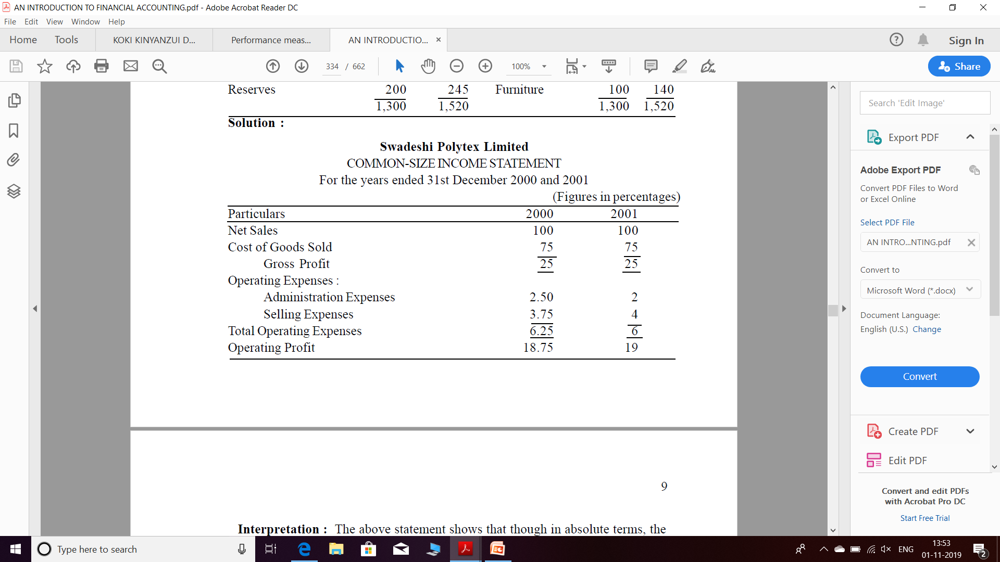 AN INTRODUCTION TO FINANCIAL ACCOUNTING.pdf - Adobe Acrobat Reader DC
File Edit View Window Help
Home Tools KOKI KINYANZUI D... Performance meas... AN INTRODUCTIO... × ? Sign In
334 / 662 100% Share
Reserves 200 245 Furniture 100 140
1,300 1,520 1,300 1,520
Solution :
Swadeshi Polytex Limited
COMMON-SIZE INCOME STATEMENT
For the years ended 31st December 2000 and 2001
(Figures in percentages)
Particulars 2000 2001
Net Sales 100 100
Cost of Goods Sold 75 75
Gross Profit 25 25
Operating Expenses :
Administration Expenses 2.50 2
Selling Expenses 3.75 4
Total Operating Expenses 6.25 6
Operating Profit 18.75 19
9
Interpretation : The above statement shows that though in absolute terms, the
Search 'Edit Image'
Export PDF
Adobe Export PDF
Convert PDF Files to Word
or Excel Online
Select PDF File
AN INTRO...NTING.pdf
Convert to
Microsoft Word (*.docx)
Document Language:
English (U.S.) Change
Convert
Create PDF
Edit PDF
Convert and edit PDFs
with Acrobat Pro DC
Start Free Trial
Type here to search
ENG
13:53
01-11-2019
2